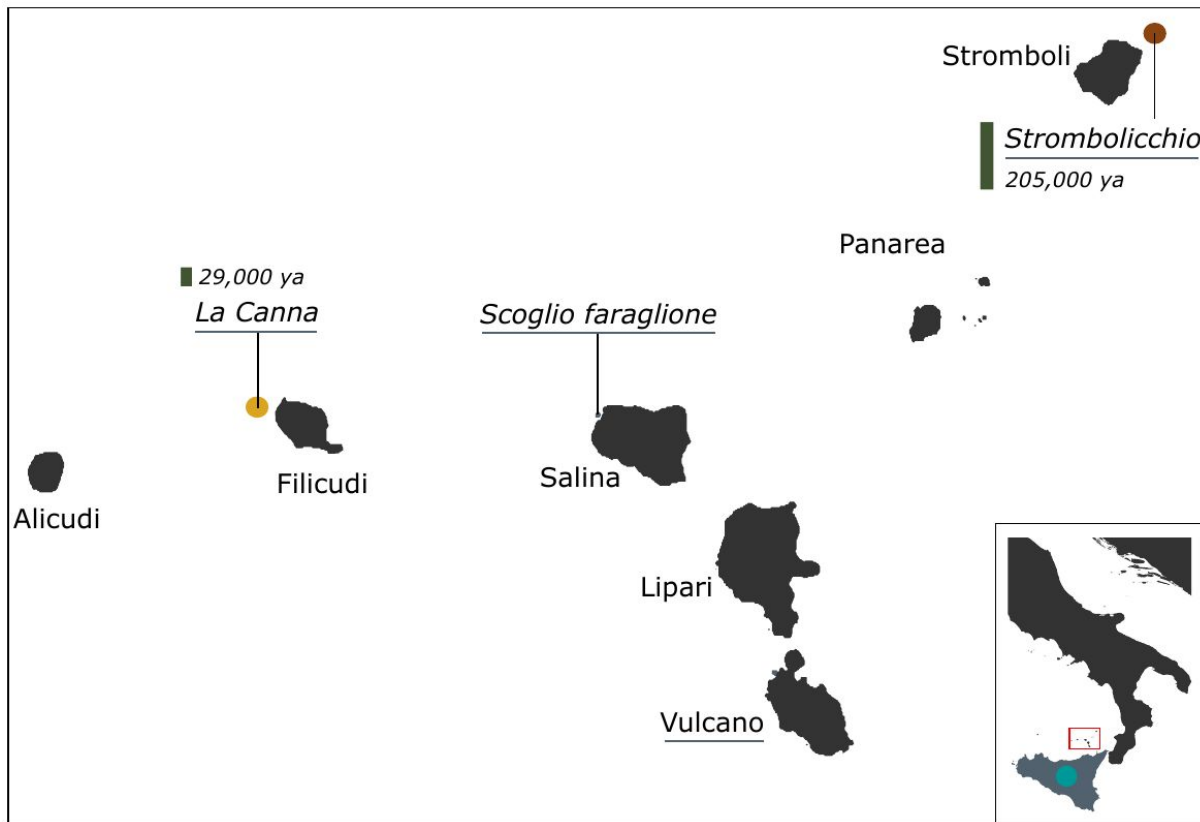 Stromboli
Strombolicchio
205,000 ya
Panarea
29,000 ya
La Canna
Scoglio faraglione
Filicudi
Salina
Alicudi
Lipari
Vulcano